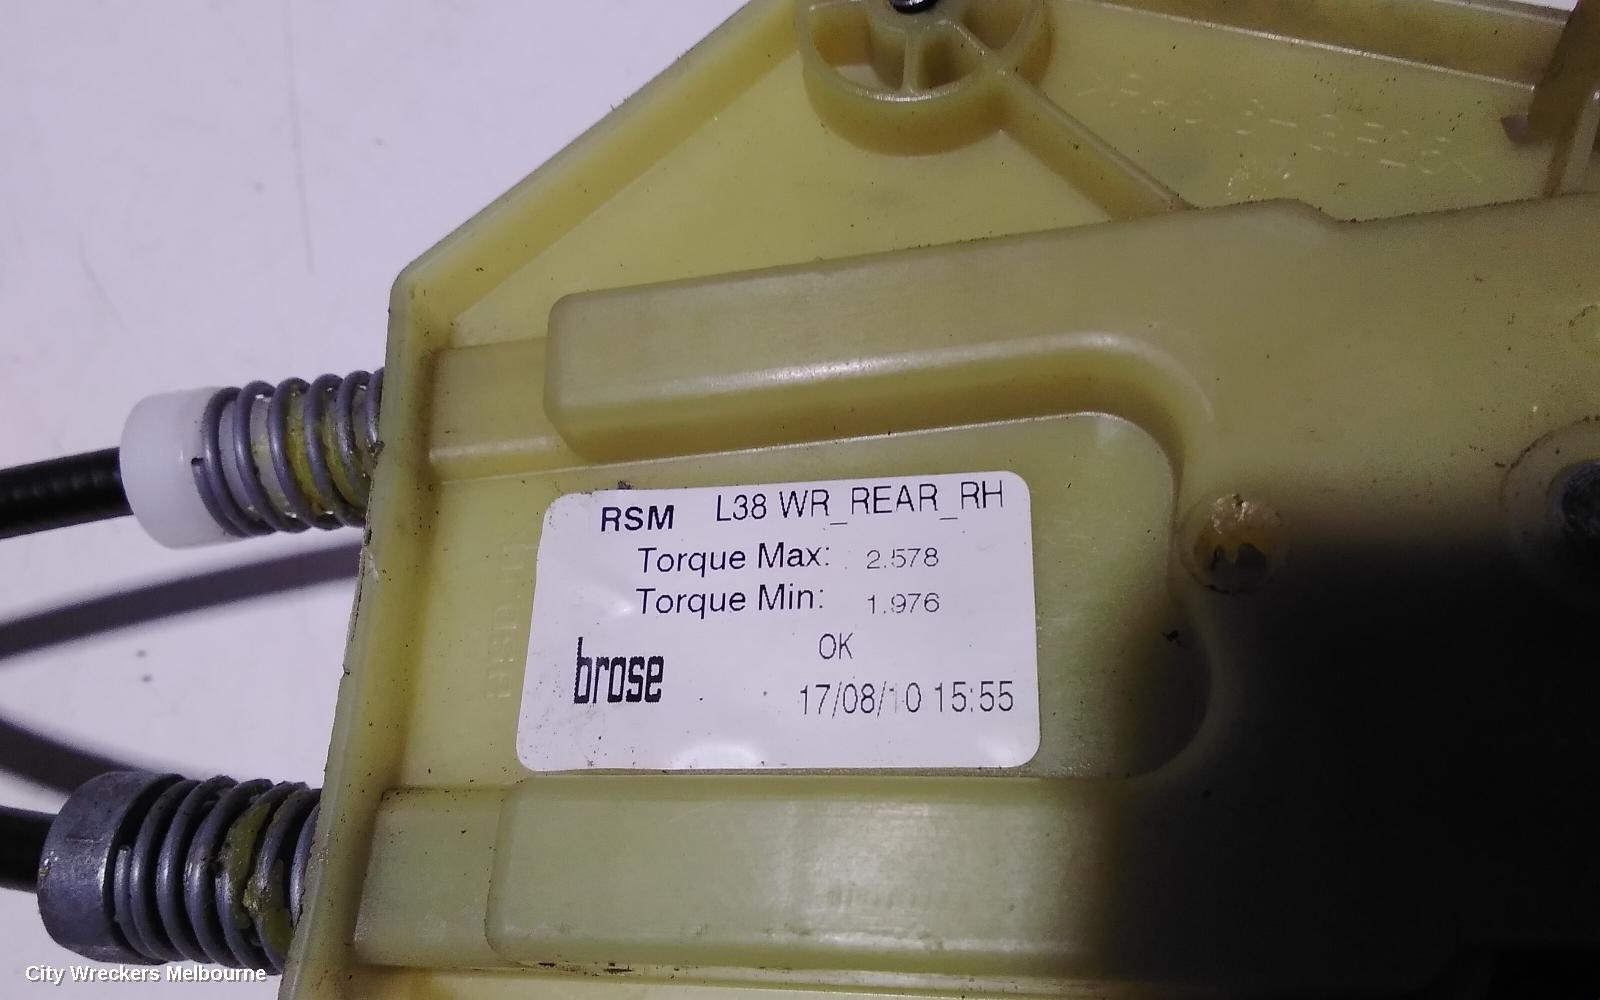 RSM L38 WR_REAR_RH
Torque Max: 2.578
Torque Min: 1.976
OK
brose
17/08/10 15:55
City Wreckers Melbourne